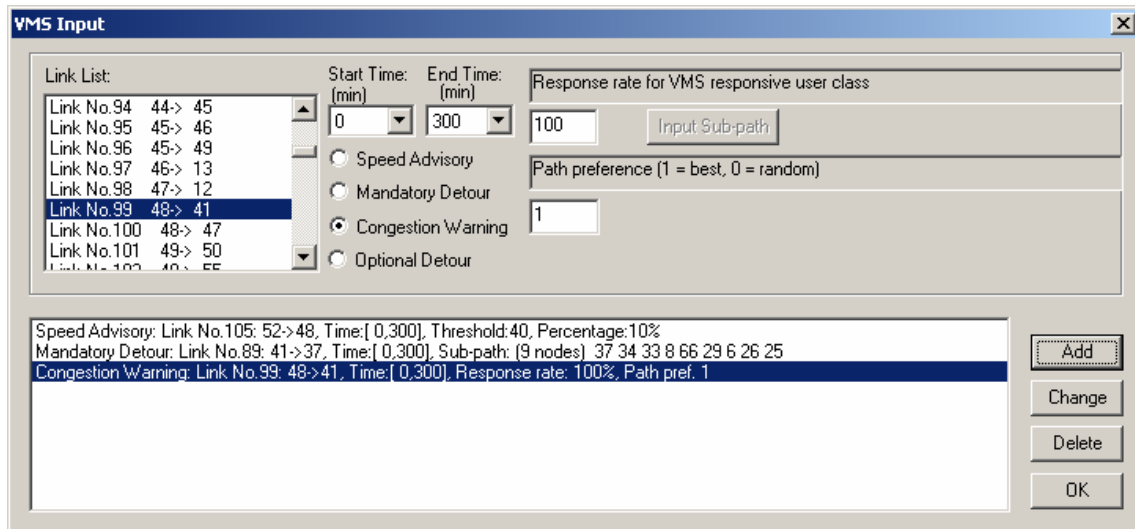 VMS Input
Link List:
Start Time: End Time:
(min) (min)
Response rate for VMS responsive user class
Link No.94 44-> 45
Link No.95 45-> 46
Link No.96 45-> 49
Link No.97 46-> 13
Link No.98 47-> 12
Link No.99 48-> 41
Link No.100 48-> 47
Link No.101 49-> 50
0 300 100 Input Sub-path
Speed Advisory
Mandatory Detour
Congestion Warning
Optional Detour
Path preference (1 = best, 0 = random)
1
Speed Advisory: Link No.105: 52->48, Time:[ 0,300], Threshold:40, Percentage:10%
Mandatory Detour: Link No.89: 41->37, Time:[ 0,300], Sub-path: (9 nodes) 37 34 33 8 66 29 6 26 25
Congestion Warning: Link No.99: 48->41, Time:[ 0,300], Response rate: 100%, Path pref. 1
Add
Change
Delete
OK